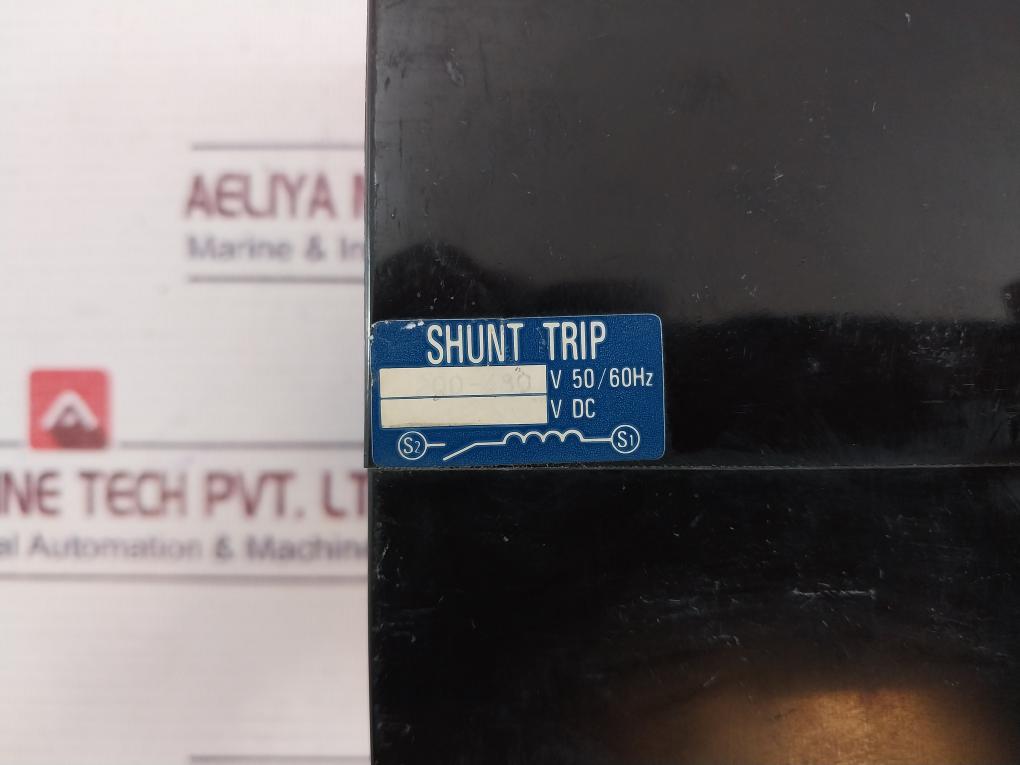 AELIYA
Marine & In
SHUNT TRIP
V 50/60Hz
V DC
S2 S1
INE TECH PVT. LT
al Automation & Machine